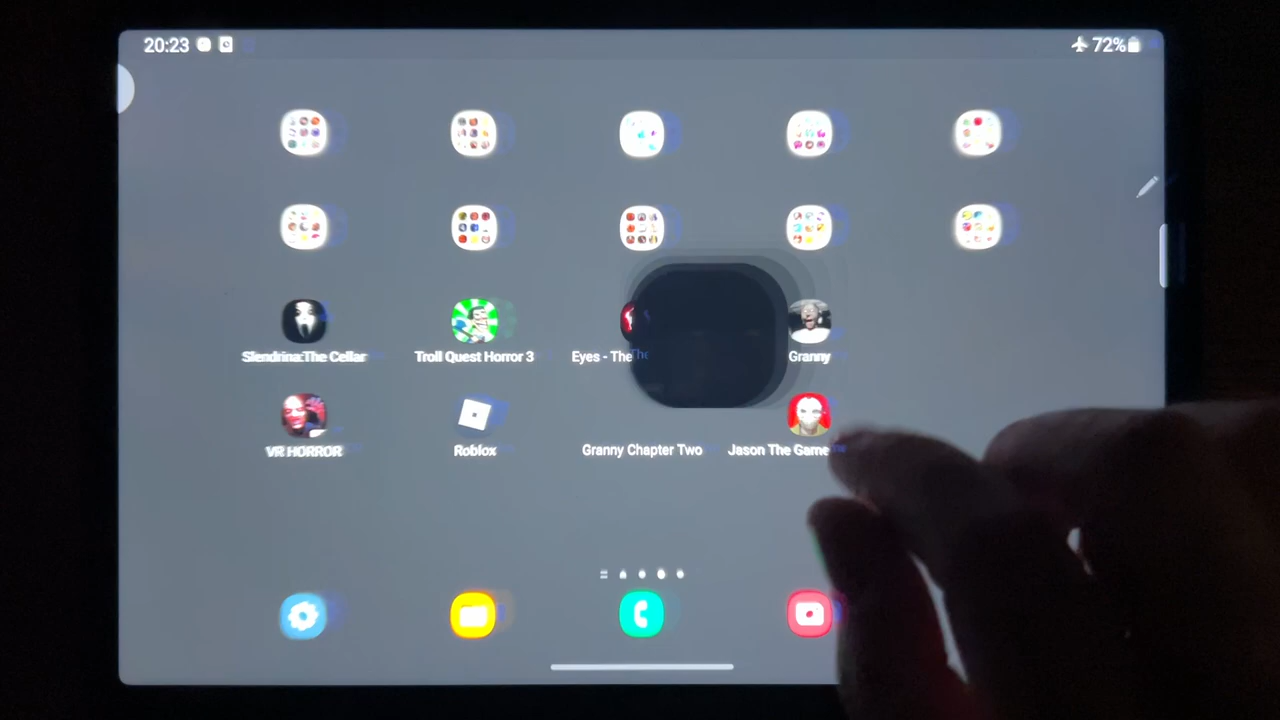 20:23
72%
Slendrina:The Cellar
Troll Quest Horror 3
Eyes - The
Granny
VR HORROR
Roblox
Granny Chapter Two
Jason The Game